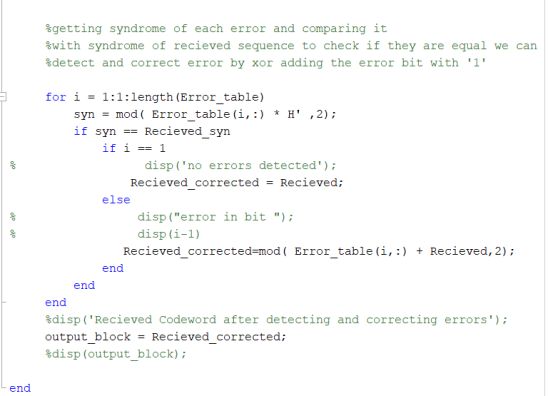 %getting syndrome of each error and comparing it
%with syndrome of recieved sequence to check if they are equal we can
%detect and correct error by xor adding the error bit with '1'
for i = 1:1:length(Error_table)
syn = mod( Error_table(i,:) * H' ,2);
if syn == Recieved_syn
if i == 1
% disp('no errors detected');
Recieved_corrected = Recieved;
else
% disp("error in bit ");
% disp(i-1)
Recieved_corrected=mod( Error_table(i,:) + Recieved,2);
end
end
end
%disp('Recieved Codeword after detecting and correcting errors');
output_block = Recieved_corrected;
%disp(output_block);
end